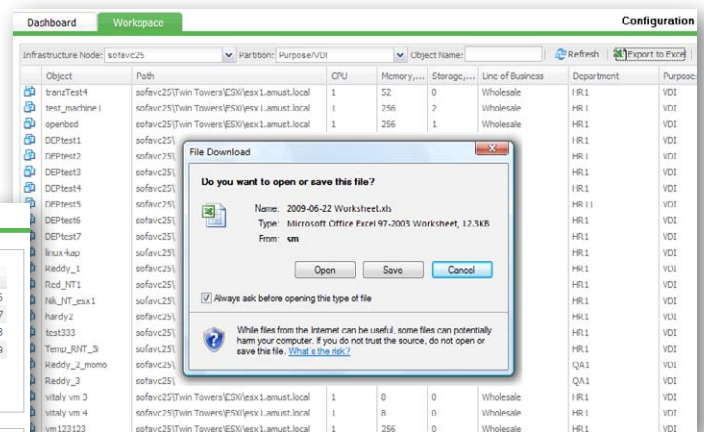 Dashboard Workspace Configuration
Infrastructure Node: sofavc25 Partition: Purpose/VDI Object Name: Refresh Export to Excel
Object Path CPU Memory,... Storage,... Line of Business Department Purpose
tranzTest4 sofavc25\Twin Towers\ESXi\esx1.amust.local 1 52 0 Wholesale HR1 VDI
test_machine1 sofavc25\Twin Towers\ESXi\esx1.amust.local 1 256 2 Wholesale HR1 VDI
openbsd sofavc25\Twin Towers\ESXi\esx1.amust.local 1 256 1 Wholesale HR1 VDI
DEPtest1 sofavc25\ HR1 VDI
DEPtest2 sofavc25\ HR1 VDI
DEPtest3 sofavc25\ HR1 VDI
DEPtest4 sofavc25\ HR1 VDI
DEPtest5 sofavc25\ VDI
DEPtest6 sofavc25\ HR1 VDI
DEPtest7 sofavc25\ HR1 VDI
linux-kap sofavc25\ HR1 VDI
Reddy_1 sofavc25\ HR1 VDI
Red_NT1 sofavc25\ HR1 VDI
Nik_NT_esx1 sofavc25\ HR1 VDI
hardy2 sofavc25\ HR1 VDI
test333 sofavc25\ HR1 VDI
Temp_RNT_3i sofavc25\ HR1 VDI
Reddy_2_momo sofavc25\ QA1 VDI
Reddy_3 sofavc25\ QA1 VDI
vitaly vm 3 sofavc25\Twin Towers\ESXi\esx1.amust.local 1 8 0 Wholesale HR1 VDI
vitaly vm 4 sofavc25\Twin Towers\ESXi\esx1.amust.local 1 8 0 Wholesale HR1 VDI
vm123123 sofavc25\Twin Towers\ESXi\esx1.amust.local 1 256 0 Wholesale HR1 VDI
File Download
Do you want to open or save this file?
Name: 2009-06-22 Worksheet.xls
Type: Microsoft Office Excel 97-2003 Worksheet, 12.3KB
From: sm
Open Save Cancel
Always ask before opening this type of file
While files from the Internet can be useful, some files can potentially
harm your computer. If you do not trust the source, do not open or
save this file. What's the risk?